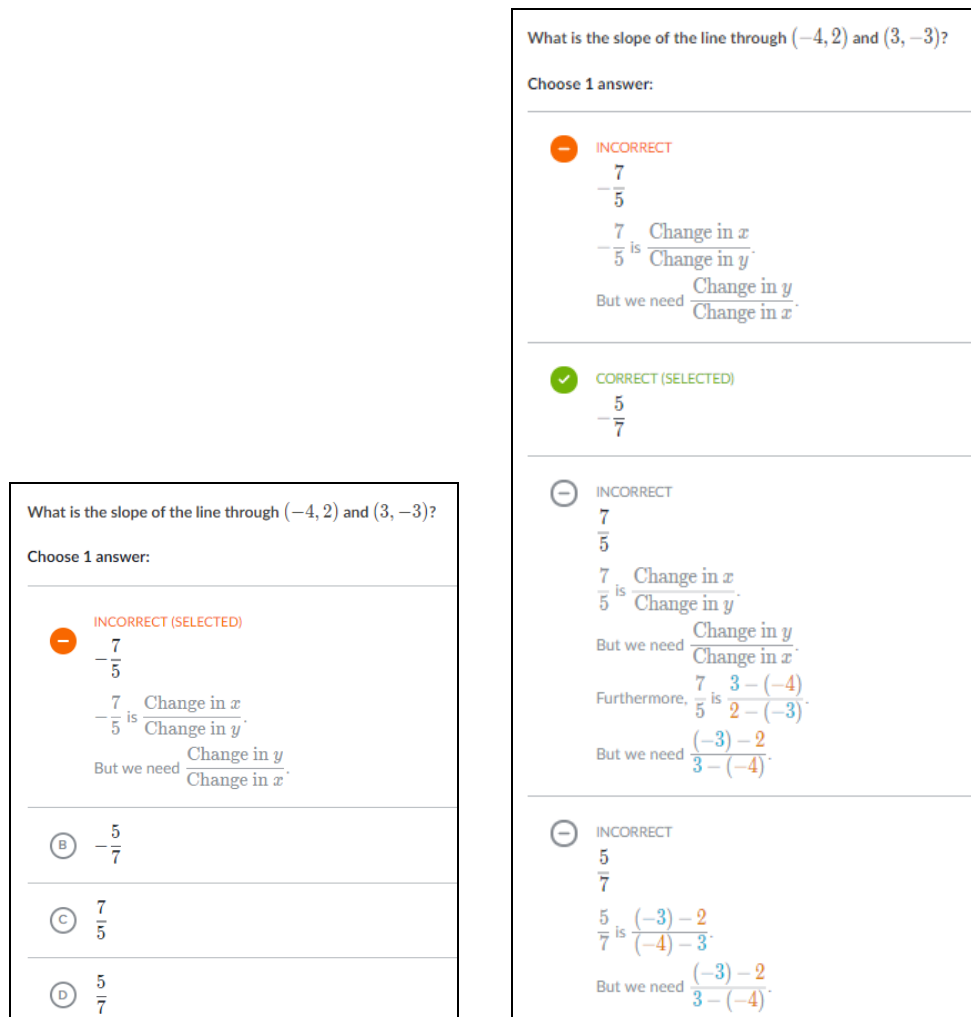 What is the slope of the line through (−4, 2) and (3, −3)?
Choose 1 answer:
INCORRECT (SELECTED)
−7/5
−7/5 is Change in x/Change in y.
But we need Change in y/Change in x.
B −5/7
C 7/5
D 5/7
What is the slope of the line through (−4, 2) and (3, −3)?
Choose 1 answer:
INCORRECT
−7/5
−7/5 is Change in x/Change in y.
But we need Change in y/Change in x.
CORRECT (SELECTED)
−5/7
INCORRECT
7/5
7/5 is Change in x/Change in y.
But we need Change in y/Change in x.
Furthermore, 7/5 is 3 − (−4)/2 − (−3).
But we need (−3) − 2/3 − (−4).
INCORRECT
5/7
5/7 is (−3) − 2/(−4) − 3.
But we need (−3) − 2/3 − (−4).